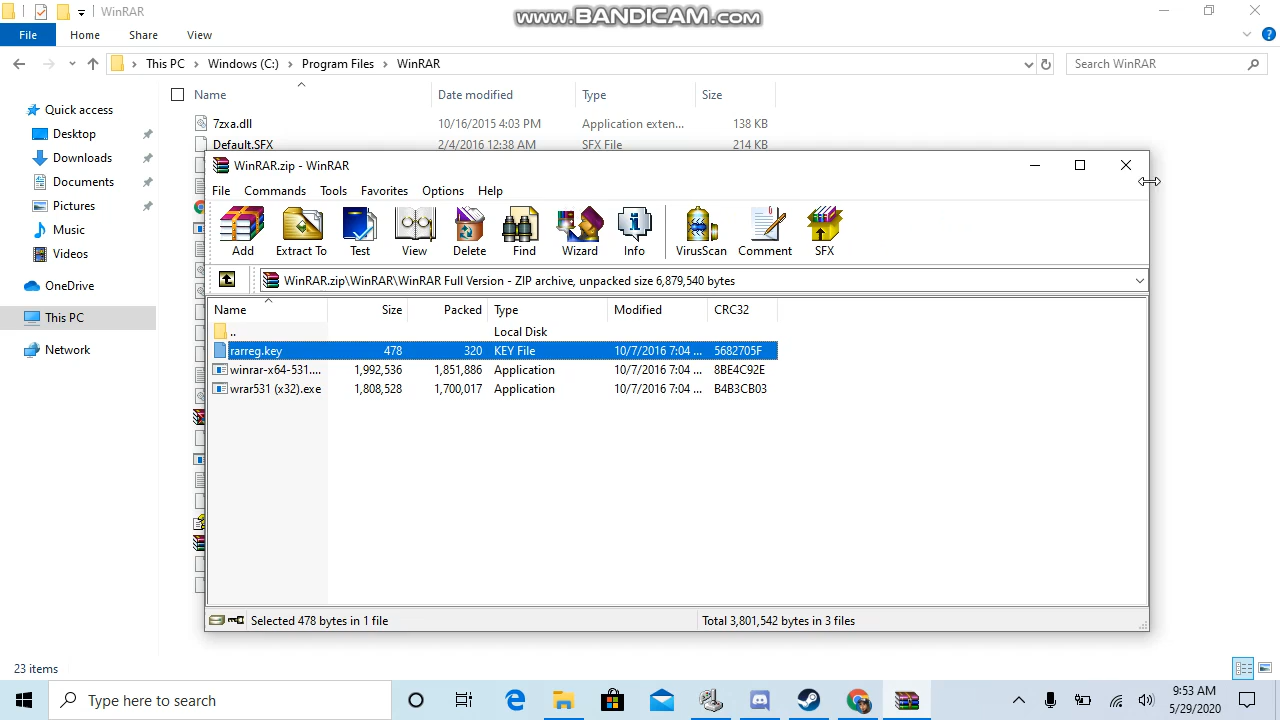 WinRAR
www.BANDICAM.com
File Home Share View
This PC Windows (C:) Program Files WinRAR
Search WinRAR
Name Date modified Type Size
Quick access
Desktop
Downloads
Documents
Pictures
Music
Videos
OneDrive
This PC
Network
7zxa.dll 10/16/2015 4:03 PM Application exten... 138 KB
Default.SFX 2/4/2016 12:38 AM SFX File 214 KB
WinRAR.zip - WinRAR
File Commands Tools Favorites Options Help
Add Extract To Test View Delete Find Wizard Info VirusScan Comment SFX
WinRAR.zip\WinRAR\WinRAR Full Version - ZIP archive, unpacked size 6,879,540 bytes
Name Size Packed Type Modified CRC32
.. Local Disk
rarreg.key 478 320 KEY File 10/7/2016 7:04 ... 5682705F
winrar-x64-531.... 1,992,536 1,851,886 Application 10/7/2016 7:04 ... 8BE4C92E
wrar531 (x32).exe 1,808,528 1,700,017 Application 10/7/2016 7:04 ... B4B3CB03
Selected 478 bytes in 1 file
Total 3,801,542 bytes in 3 files
23 items
Type here to search
9:53 AM
5/29/2020